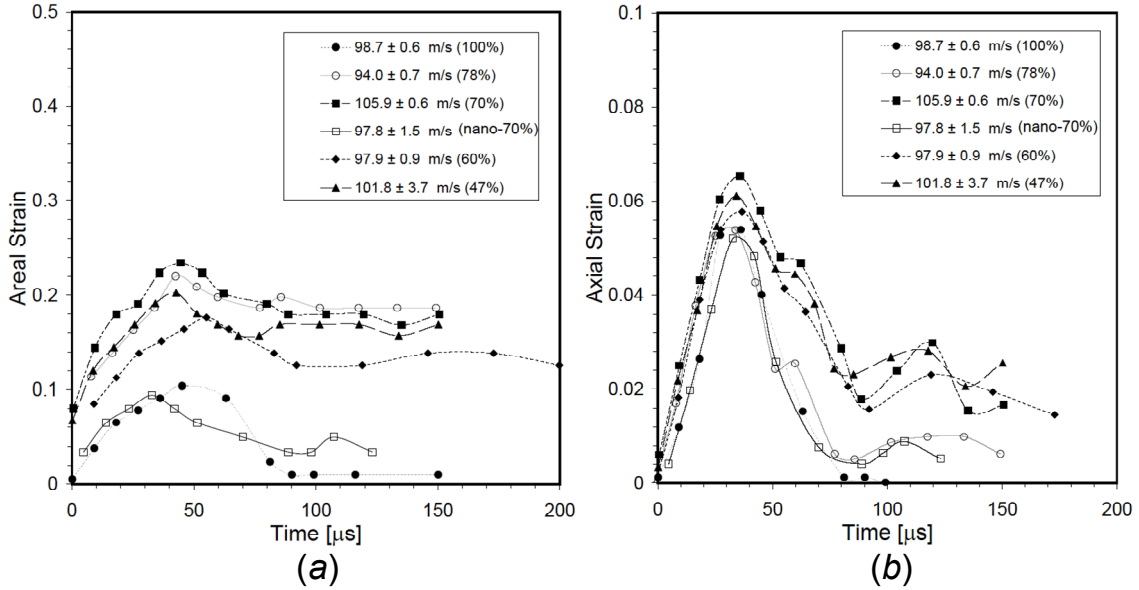 0.5
0.4
0.3
0.2
0.1
0
Areal Strain
98.7 ± 0.6 m/s (100%)
94.0 ± 0.7 m/s (78%)
105.9 ± 0.6 m/s (70%)
97.8 ± 1.5 m/s (nano-70%)
97.9 ± 0.9 m/s (60%)
101.8 ± 3.7 m/s (47%)
0 50 100 150 200
Time [μs]
(a)
0.1
0.08
0.06
0.04
0.02
0
Axial Strain
98.7 ± 0.6 m/s (100%)
94.0 ± 0.7 m/s (78%)
105.9 ± 0.6 m/s (70%)
97.8 ± 1.5 m/s (nano-70%)
97.9 ± 0.9 m/s (60%)
101.8 ± 3.7 m/s (47%)
0 50 100 150 200
Time [μs]
(b)